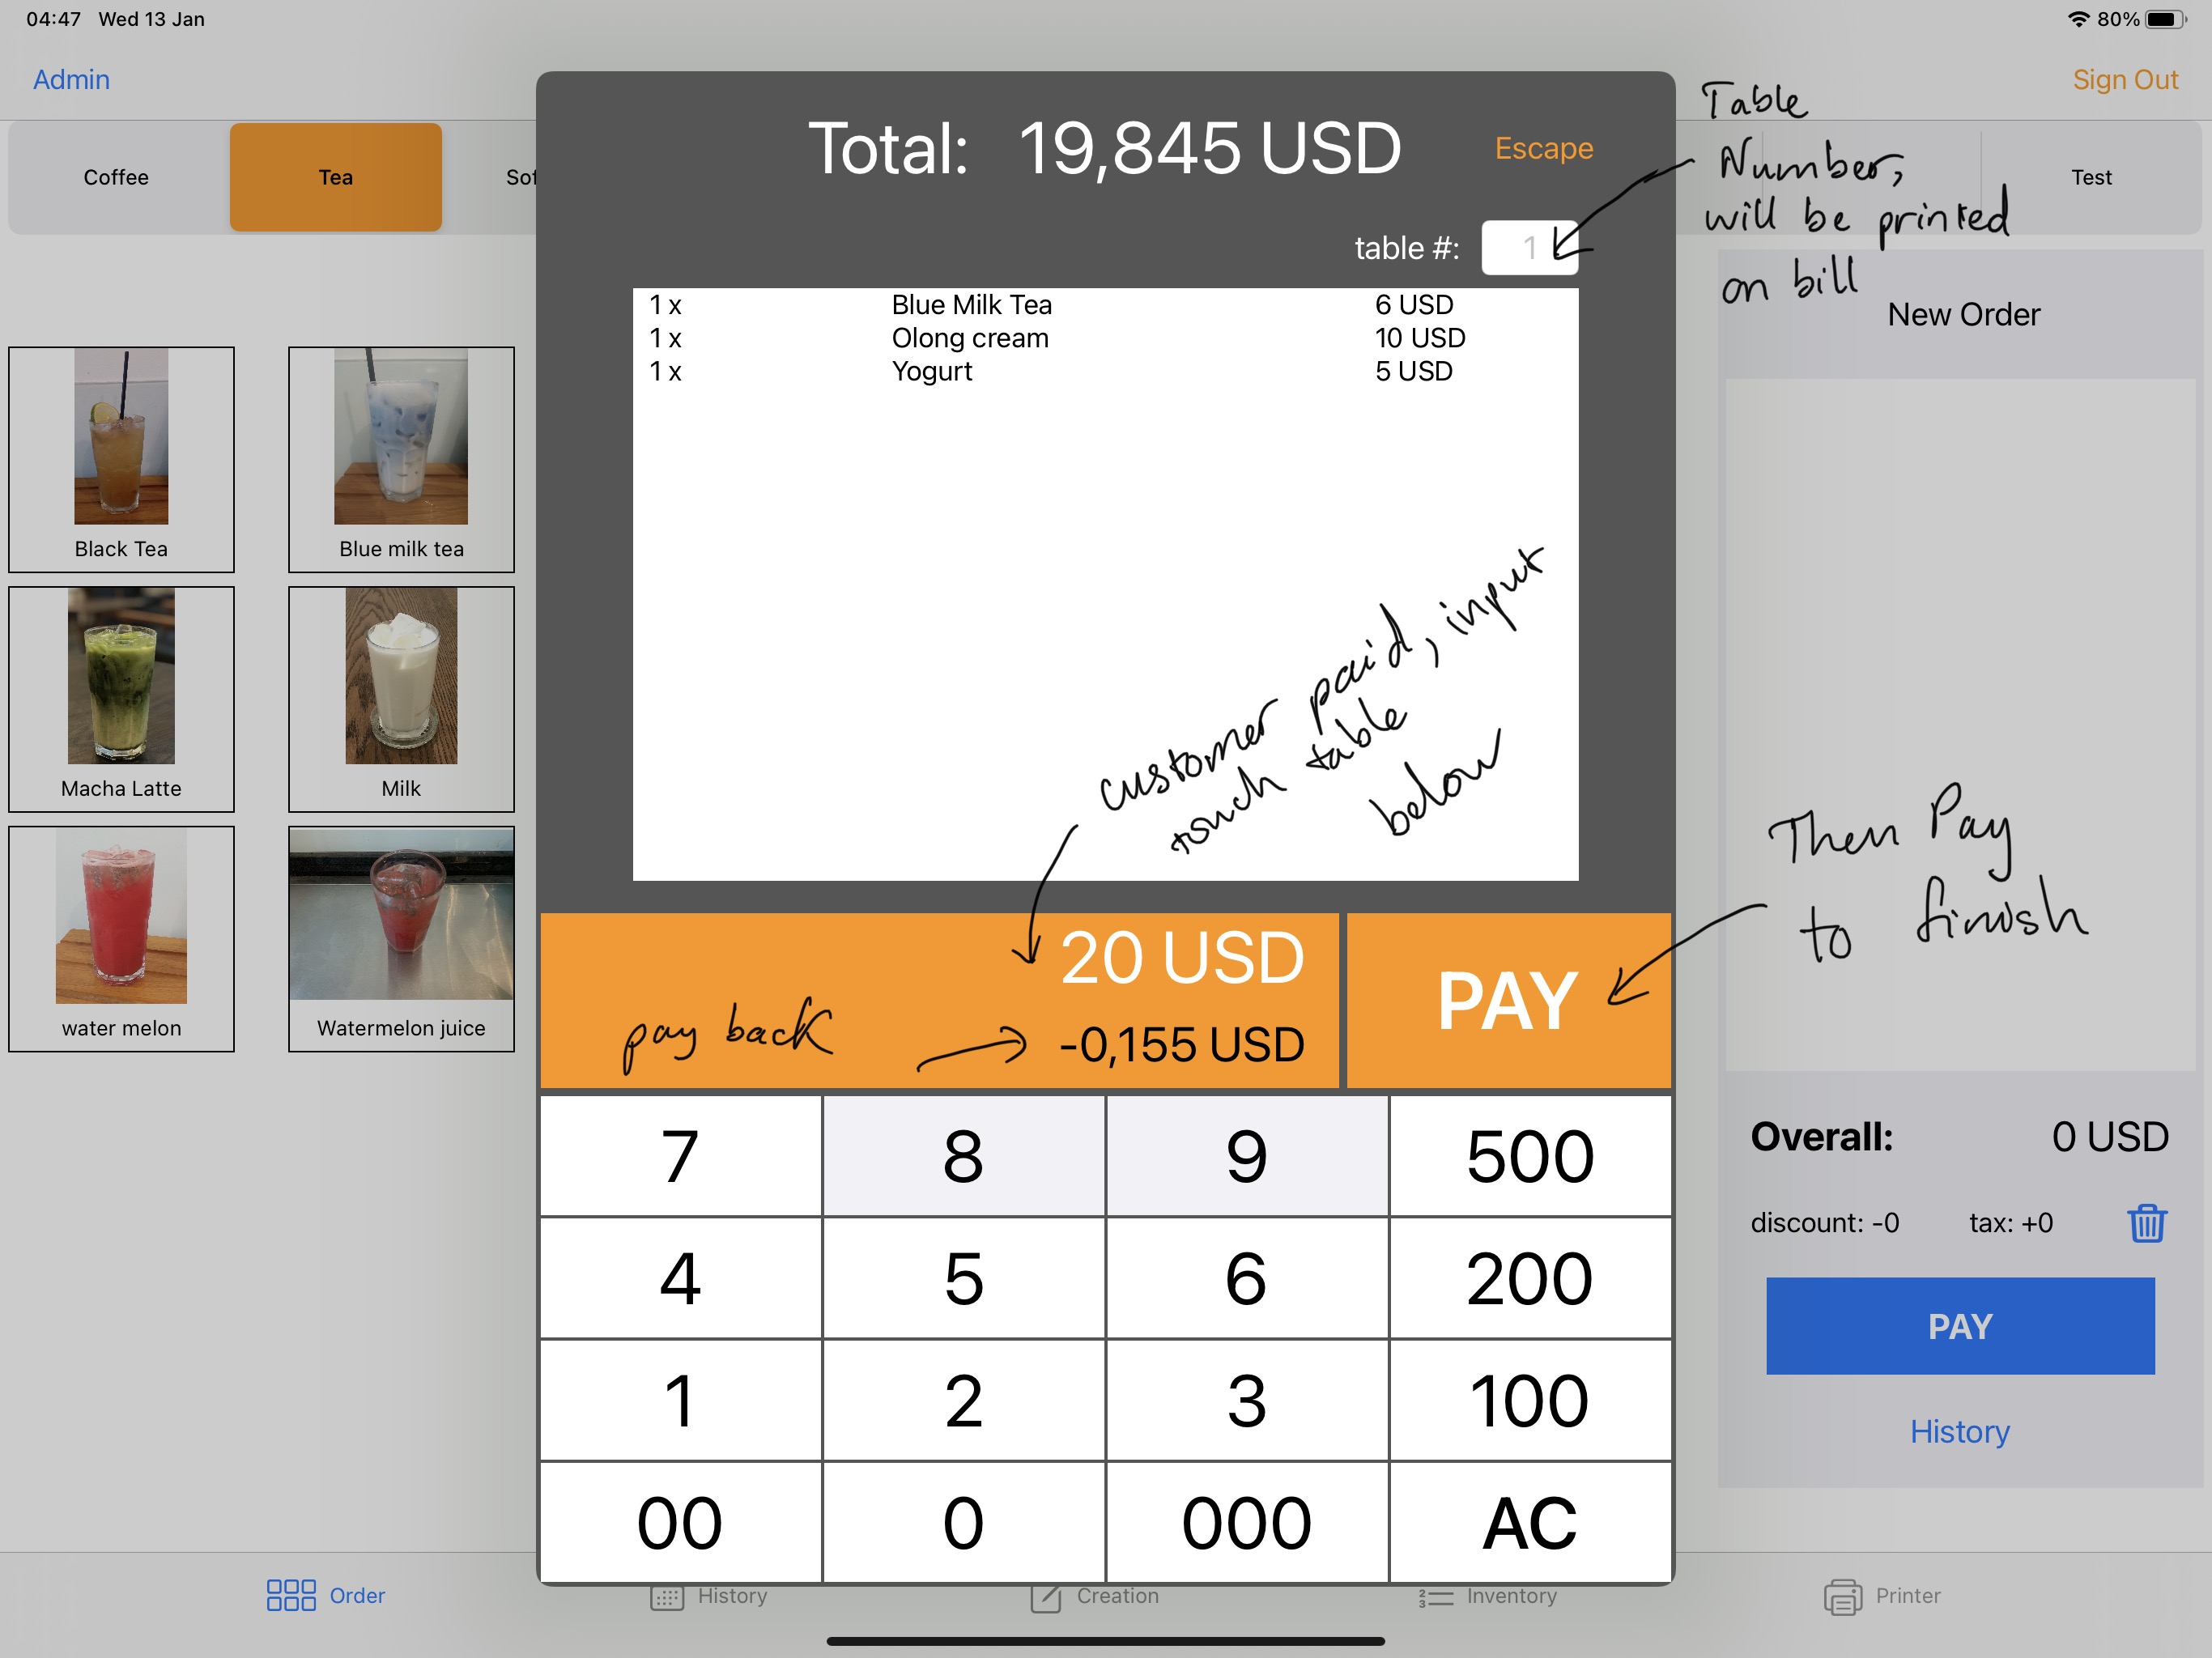 04:47 Wed 13 Jan
80%
Admin
Sign Out
Coffee
Tea
Sof
Test
Total: 19,845 USD
Escape
table #:
1
Table
Number,
will be printed
on bill
1 x Blue Milk Tea 6 USD
1 x Olong cream 10 USD
1 x Yogurt 5 USD
New Order
Black Tea
Blue milk tea
Macha Latte
Milk
water melon
Watermelon juice
customer paid, input
touch table
below
Then Pay
to finish
20 USD
pay back
-0,155 USD
PAY
7 8 9 500
4 5 6 200
1 2 3 100
00 0 000 AC
Overall: 0 USD
discount: -0 tax: +0
PAY
History
Order
History
Creation
Inventory
Printer